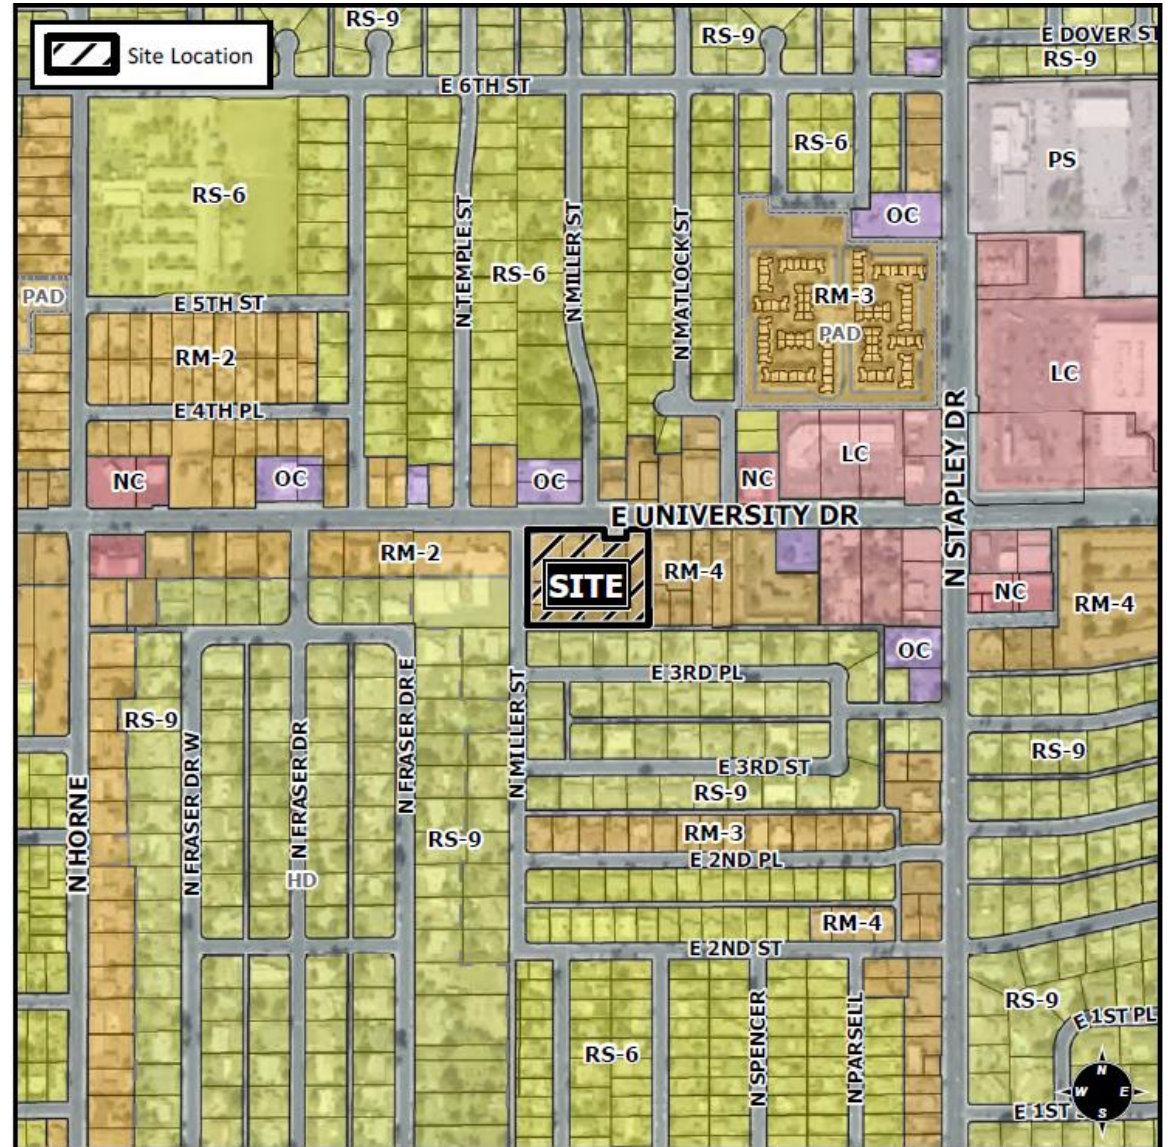 RS-9
Site Location
RS-9
E DOVER ST
RS-9
E 6TH ST
RS-6
PS
RS-6
OC
N TEMPLE ST
RS-6
N MILLER ST
N MATLOCK ST
PAD
E 5TH ST
RM-3
PAD
RM-2
LC
E 4TH PL
N STAPLEY DR
NC
OC
OC
NC
LC
E UNIVERSITY DR
RM-2
SITE
RM-4
NC
RM-4
OC
E 3RD PL
RS-9
N FRASER DR W
N FRASER DR
N FRASER DR E
N MILLER ST
RS-9
E 3RD ST
N HORNE
RS-9
RS-9
RM-3
E 2ND PL
HD
RM-4
E 2ND ST
RS-9
E 1ST PL
RS-6
N SPENCER
N PARSELL
N
W E
S
E 1ST